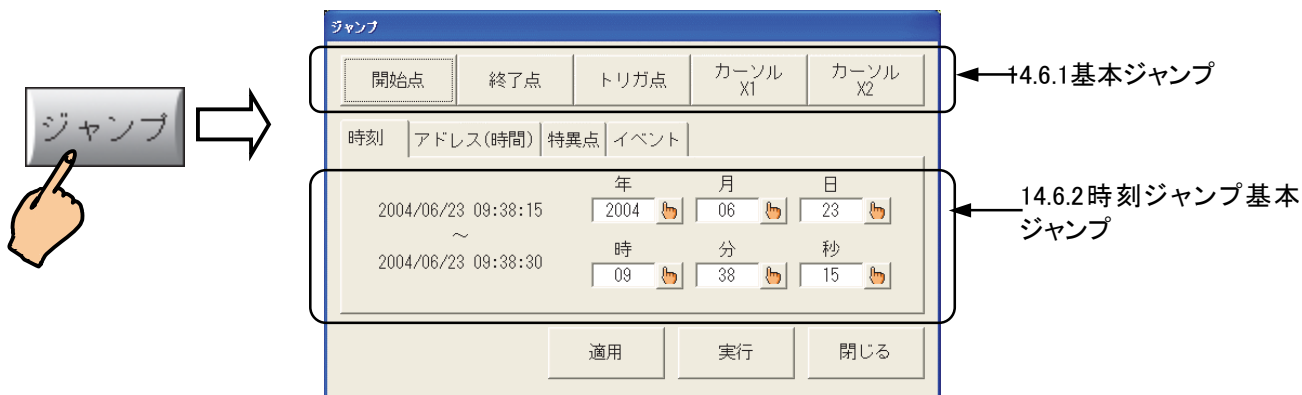 ジャンプ
ジャンプ
開始点 終了点 トリガ点 カーソル X1 カーソル X2
14.6.1基本ジャンプ
時刻 アドレス(時間) 特異点 イベント
年 月 日
2004/06/23 09:38:15 2004 06 23
～
時 分 秒
2004/06/23 09:38:30 09 38 15
14.6.2時刻ジャンプ基本
ジャンプ
適用 実行 閉じる